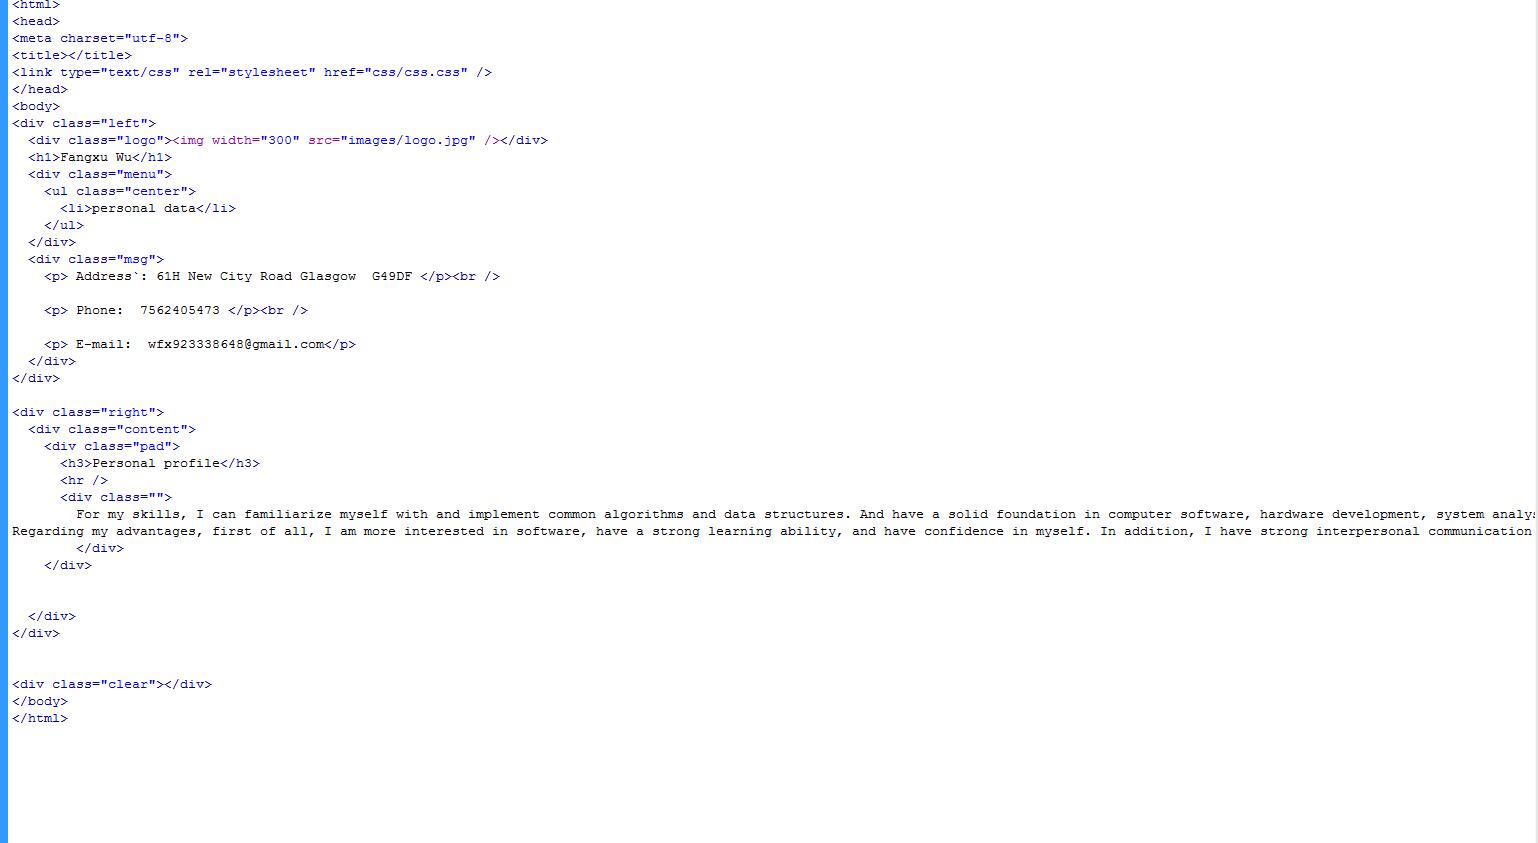 <html>
<head>
<meta charset="utf-8">
<title></title>
<link type="text/css" rel="stylesheet" href="css/css.css" />
</head>
<body>
<div class="left">
  <div class="logo"><img width="300" src="images/logo.jpg" /></div>
  <h1>Fangxu Wu</h1>
  <div class="menu">
    <ul class="center">
      <li>personal data</li>
    </ul>
  </div>
  <div class="msg">
    <p> Address`: 61H New City Road Glasgow  G49DF </p><br />
    <p> Phone:  7562405473 </p><br />
    <p> E-mail:  wfx923338648@gmail.com</p>
  </div>
</div>
<div class="right">
  <div class="content">
    <div class="pad">
      <h3>Personal profile</h3>
      <hr />
      <div class="">
        For my skills, I can familiarize myself with and implement common algorithms and data structures. And have a solid foundation in computer software, hardware development, system
Regarding my advantages, first of all, I am more interested in software, have a strong learning ability, and have confidence in myself. In addition, I have strong interpersonal communication
        </div>
    </div>
  </div>
</div>
<div class="clear"></div>
</body>
</html>